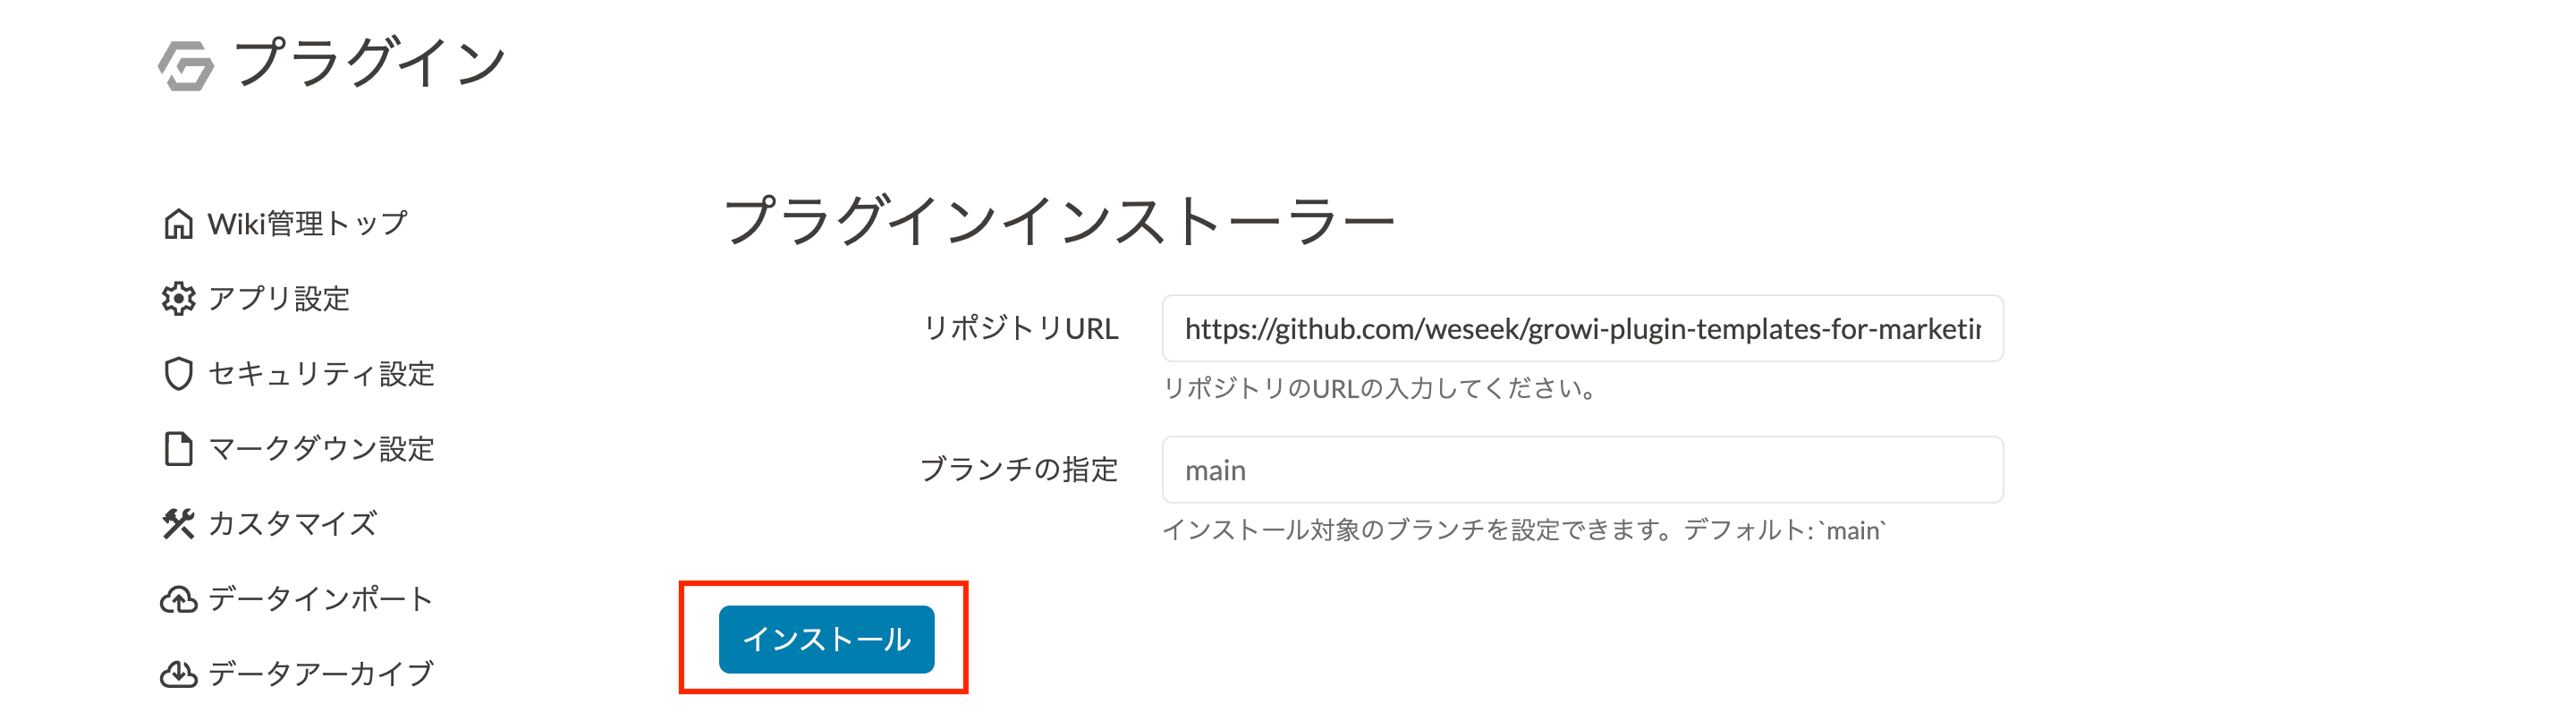 プラグイン
Wiki管理トップ
アプリ設定
セキュリティ設定
マークダウン設定
カスタマイズ
データインポート
データアーカイブ
プラグインインストーラー
リポジトリURL
https://github.com/weseek/growi-plugin-templates-for-marketin
リポジトリのURLの入力してください。
ブランチの指定
main
インストール対象のブランチを設定できます。デフォルト: `main`
インストール